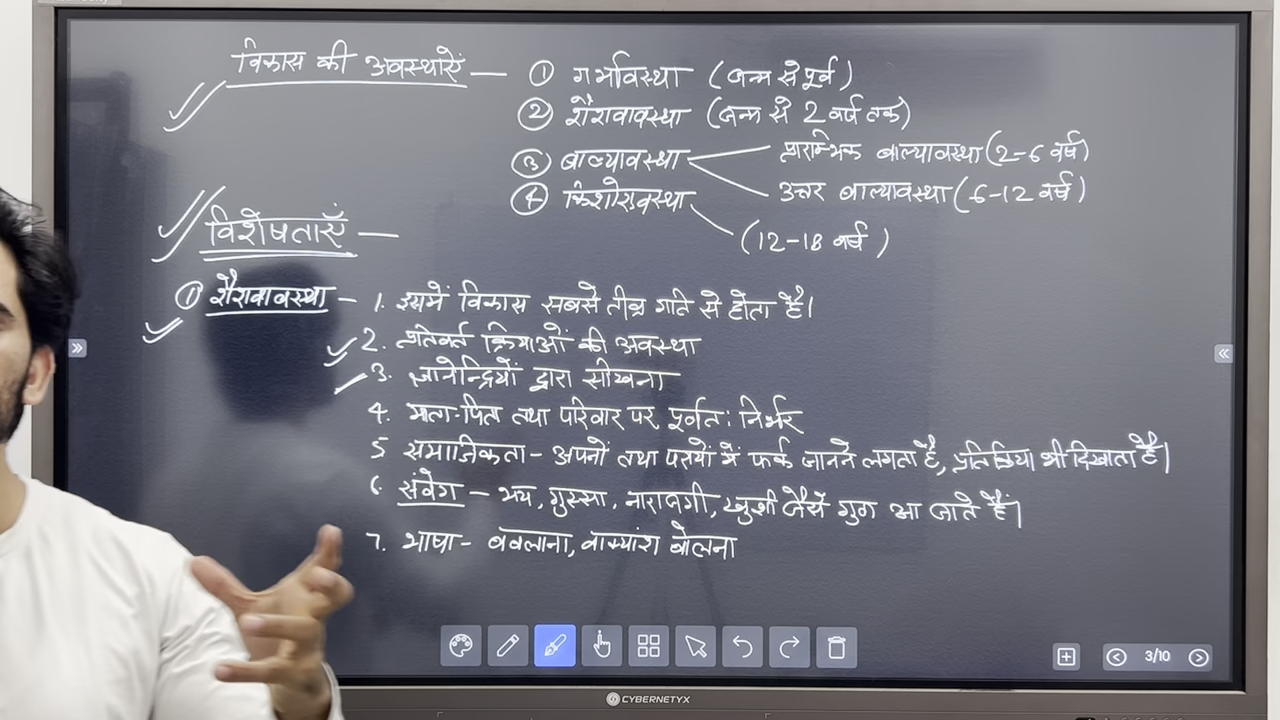 विकास की अवस्थाएं — ① गर्भावस्था (जन्म से पूर्व)
② शैशवावस्था (जन्म से 2 वर्ष तक)
③ बाल्यावस्था प्रारम्भिक बाल्यावस्था (2-6 वर्ष)
उत्तर बाल्यावस्था (6-12 वर्ष)
④ किशोरावस्था
(12-18 वर्ष)
विशेषताएँ —
① शैशवावस्था — 1. इसमें विकास सबसे तीव्र गति से होता है।
2. प्रतिवर्त क्रियाओं की अवस्था
3. ज्ञानेन्द्रियों द्वारा सीखना
4. माता-पिता तथा परिवार पर पूर्णत: निर्भर
5 समाजिकता - अपनों तथा परायों में फर्क जानने लगता है, प्रतिक्रिया भी दिखाता है।
6. संवेग - भय, गुस्सा, नाराजगी, खुशी जैसे गुण आ जाते हैं।
7. भाषा - बबलाना, वाक्यांश बोलना
3/10
CYBERNETYX